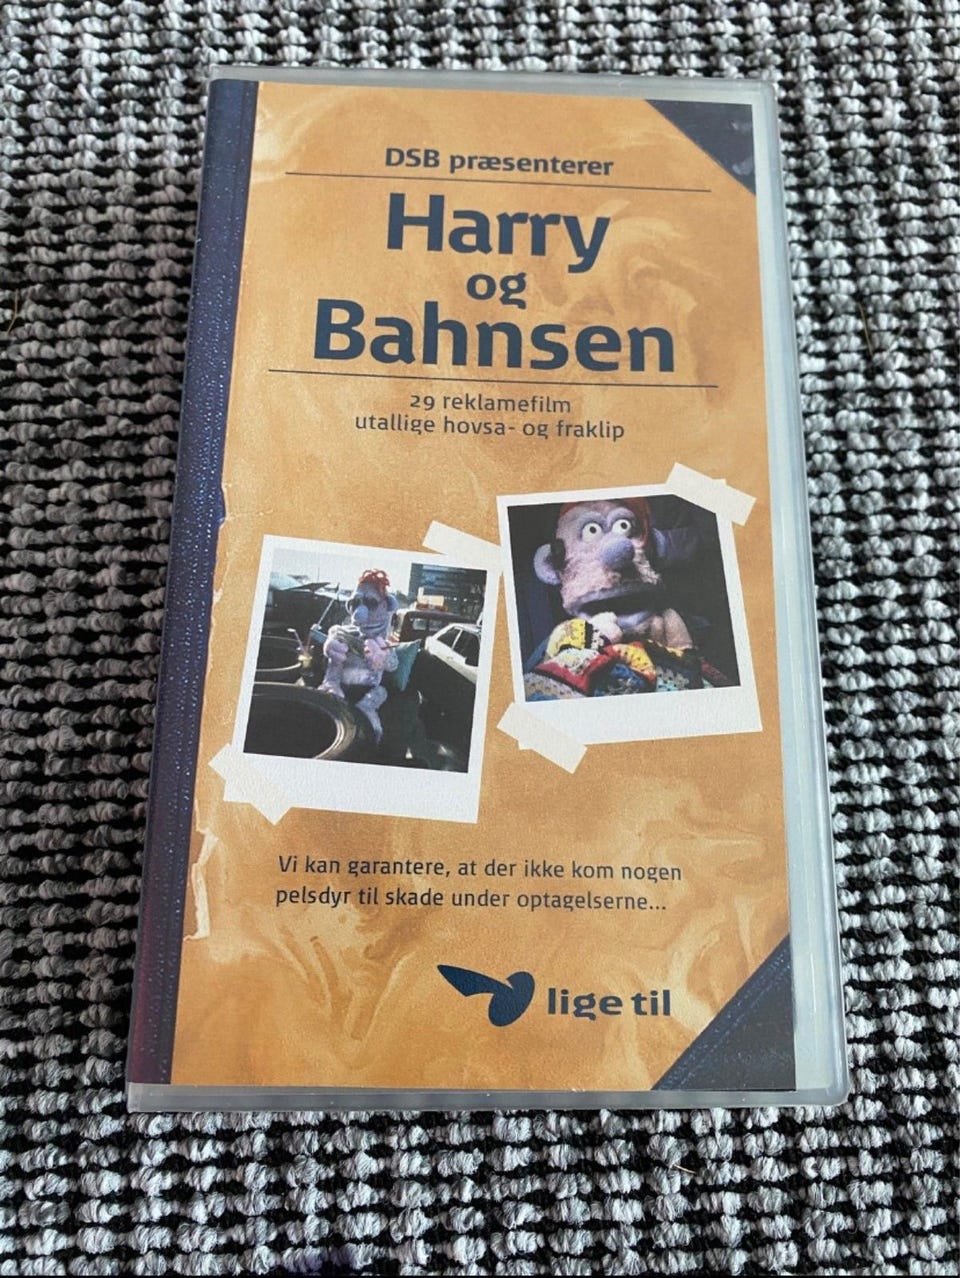 DSB præsenterer
Harry
og
Bahnsen
29 reklamefilm
utallige hovsa- og fraklip
Vi kan garantere, at der ikke kom nogen
pelsdyr til skade under optagelserne...
lige til